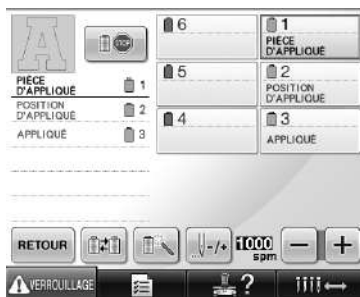 STOP
6
1
PIÈCE
D'APPLIQUÉ
PIÈCE
D'APPLIQUÉ
1
5
2
POSITION
D'APPLIQUÉ
POSITION
D'APPLIQUÉ
2
4
3
APPLIQUÉ
APPLIQUÉ
3
RETOUR
-/+
1000
spm
- +
VERROUILLAGE
?